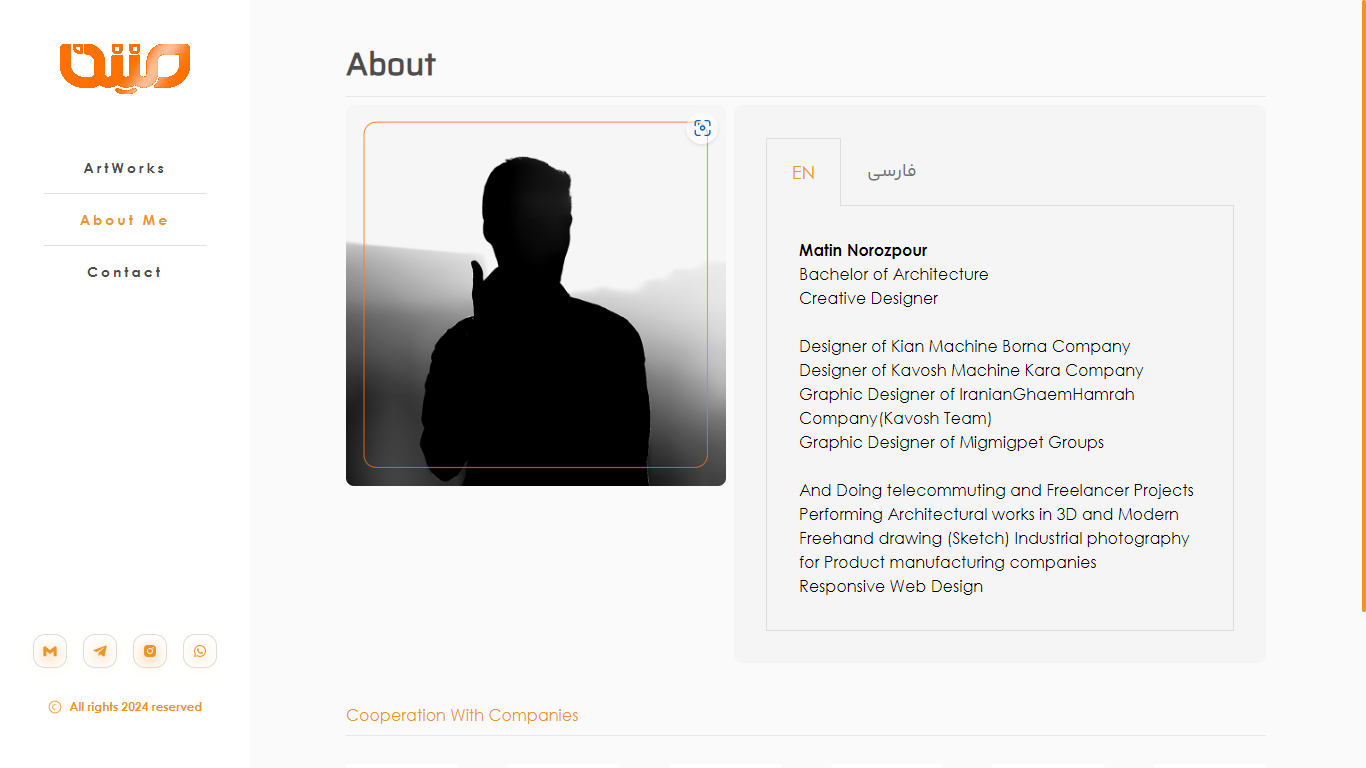 ArtWorks
About Me
Contact
All rights 2024 reserved
About
EN
فارسی
Matin Norozpour
Bachelor of Architecture
Creative Designer
Designer of Kian Machine Borna Company
Designer of Kavosh Machine Kara Company
Graphic Designer of IranianGhaemHamrah
Company(Kavosh Team)
Graphic Designer of Migmigpet Groups
And Doing telecommuting and Freelancer Projects
Performing Architectural works in 3D and Modern
Freehand drawing (Sketch) Industrial photography
for Product manufacturing companies
Responsive Web Design
Cooperation With Companies